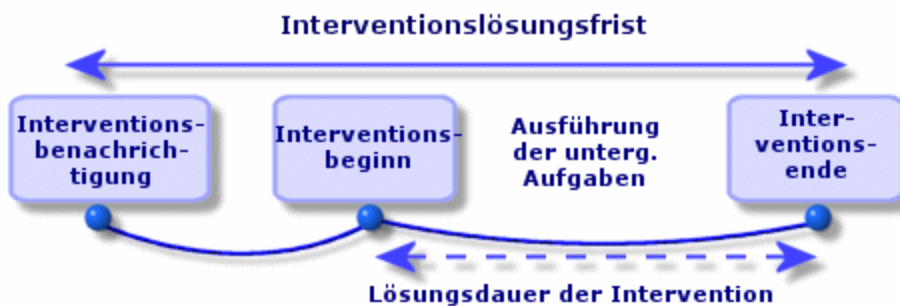 Interventionslösungsfrist
Interventions-
benachrich-
tigung
Interventions-
beginn
Ausführung
der unterg.
Aufgaben
Inter-
ventions-
ende
Lösungsdauer der Intervention